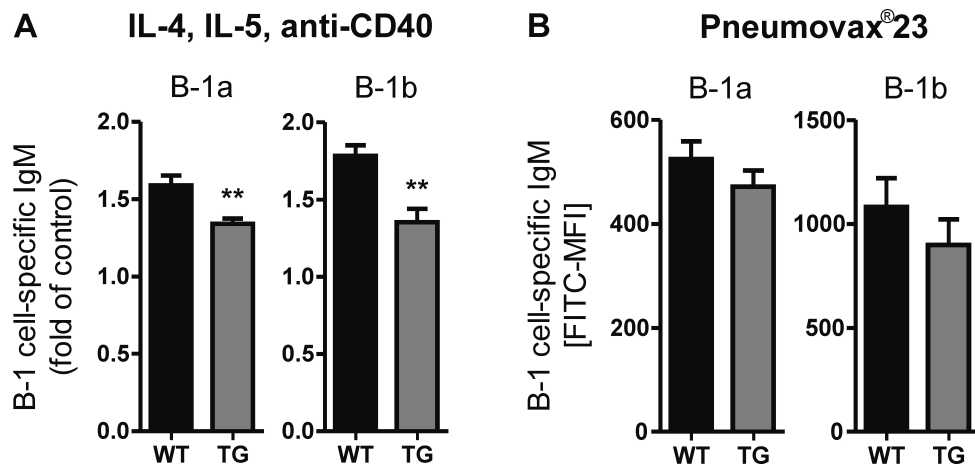 A IL-4, IL-5, anti-CD40
B-1a B-1b
B-1 cell-specific IgM
(fold of control)
2.0
1.5
1.0
0.5
0.0
**
WT TG
2.0
1.5
1.0
0.5
0.0
**
WT TG
B Pneumovax®23
B-1a B-1b
B-1 cell-specific IgM
[FITC-MFI]
600
400
200
0
WT TG
1500
1000
500
0
WT TG